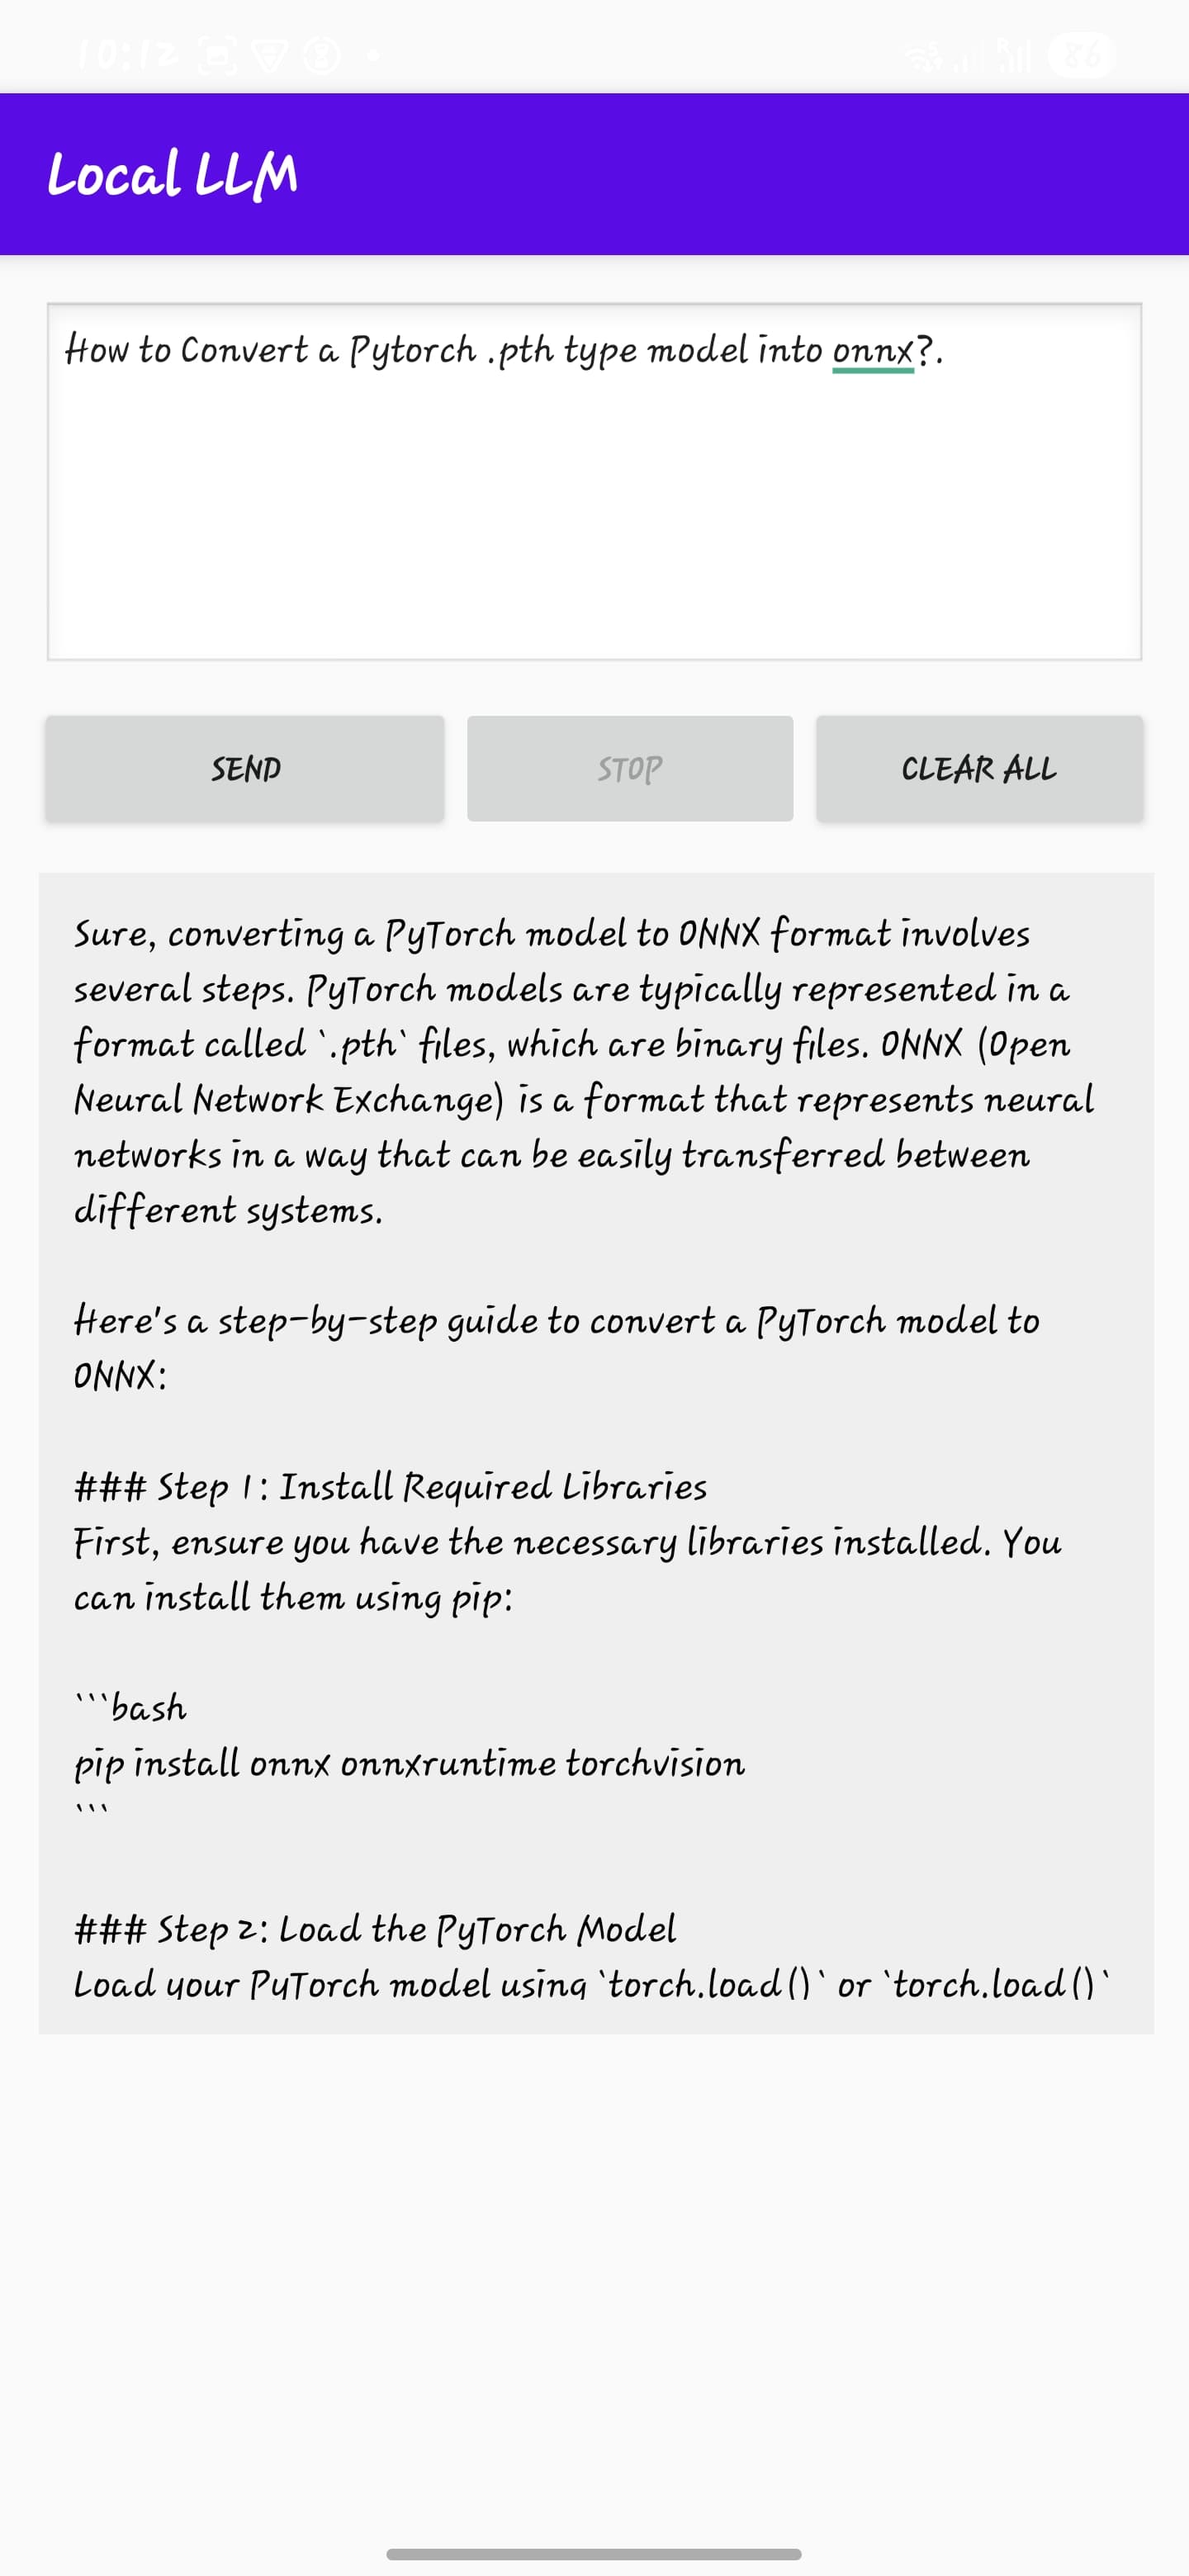 10:12
86
Local LLM
How to Convert a Pytorch .pth type model into onnx?.
SEND
STOP
CLEAR ALL
Sure, converting a PyTorch model to ONNX format involves
several steps. PyTorch models are typically represented in a
format called `.pth` files, which are binary files. ONNX (Open
Neural Network Exchange) is a format that represents neural
networks in a way that can be easily transferred between
different systems.
Here's a step-by-step guide to convert a PyTorch model to
ONNX:
### Step 1: Install Required Libraries
First, ensure you have the necessary libraries installed. You
can install them using pip:
```bash
pip install onnx onnxruntime torchvision
```
### Step 2: Load the PyTorch Model
Load your PyTorch model using `torch.load()` or `torch.load()`